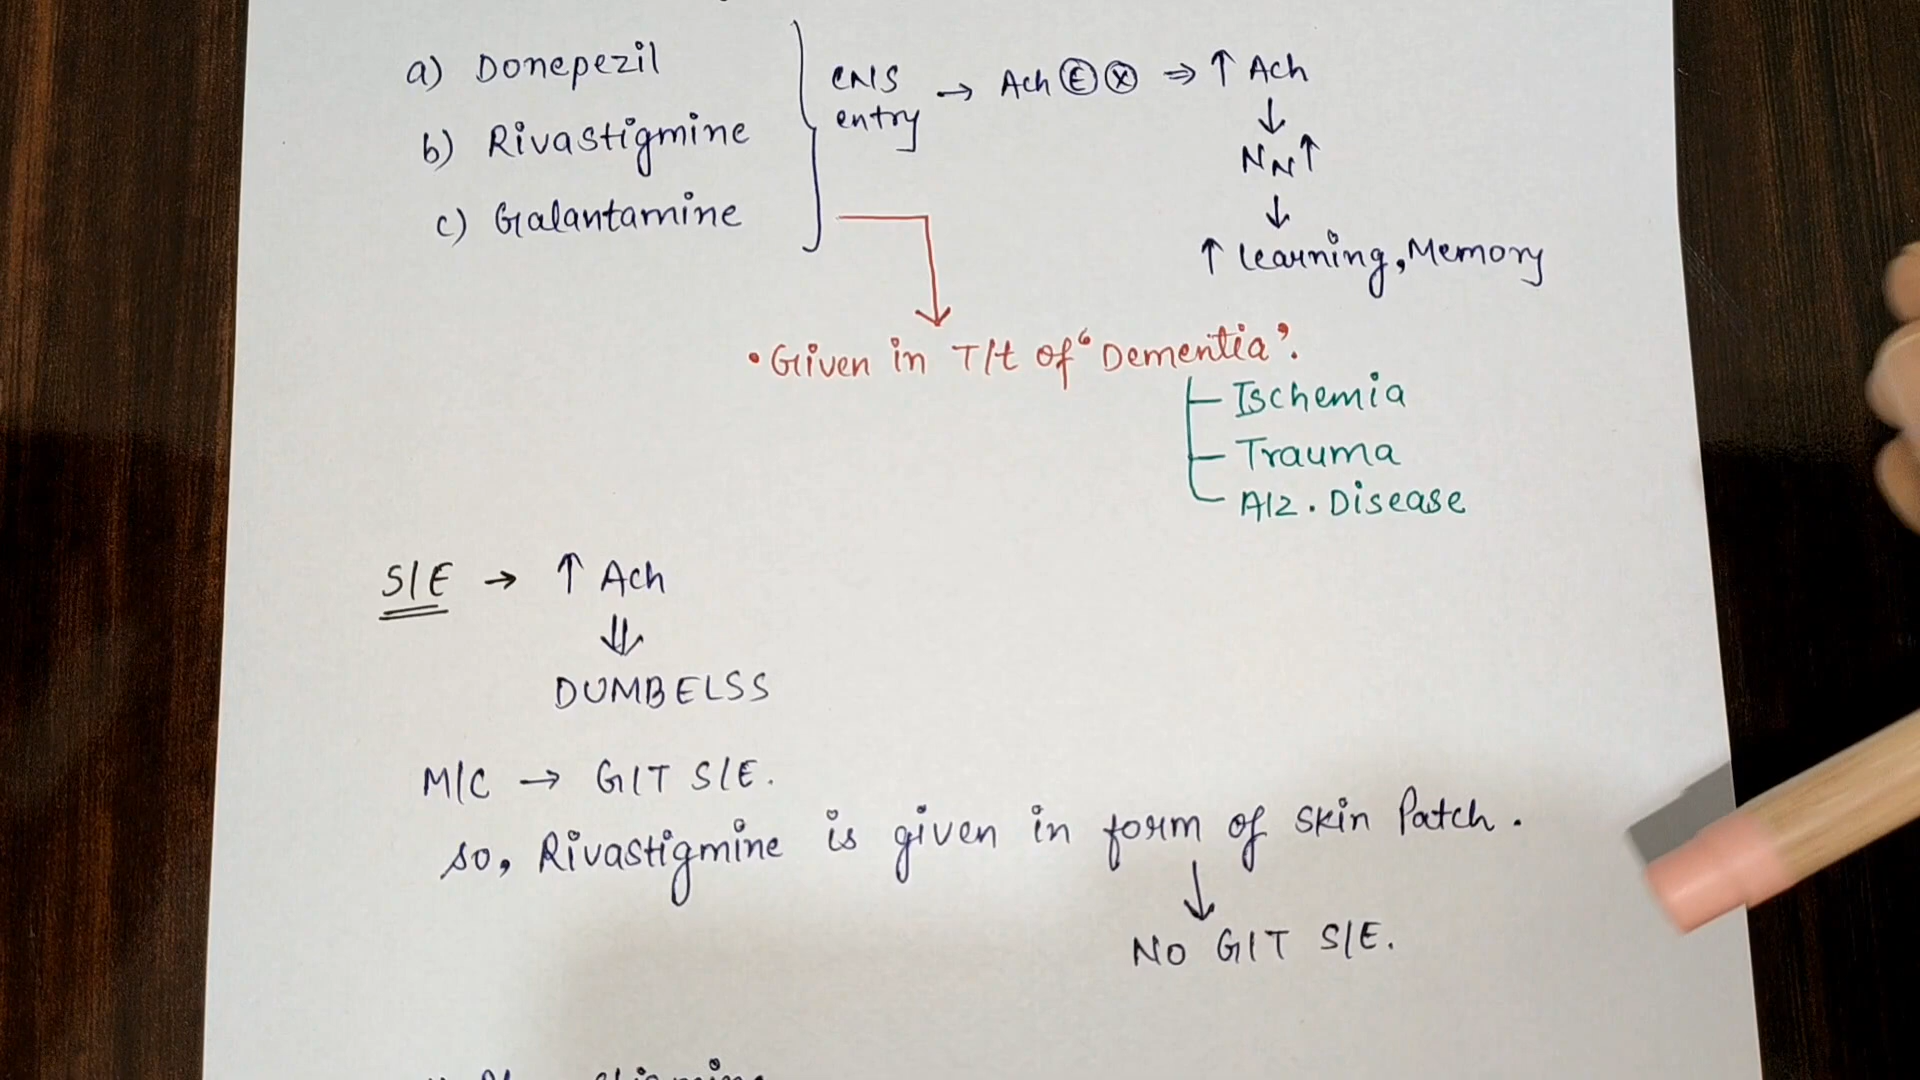 a) Donepezil
b) Rivastigmine
c) Galantamine
CNS entry → Ach Ⓔ ⓧ ⇒ ↑ Ach
↓
NN↑
↓
↑ learning, Memory
• Given in T/t of “Dementia”.
Ischemia
Trauma
Alz. Disease
S/E → ↑ Ach
⇓
DUMBELSS
M/C → GIT S/E.
so, Rivastigmine is given in form of skin Patch.
↓
NO GIT S/E.